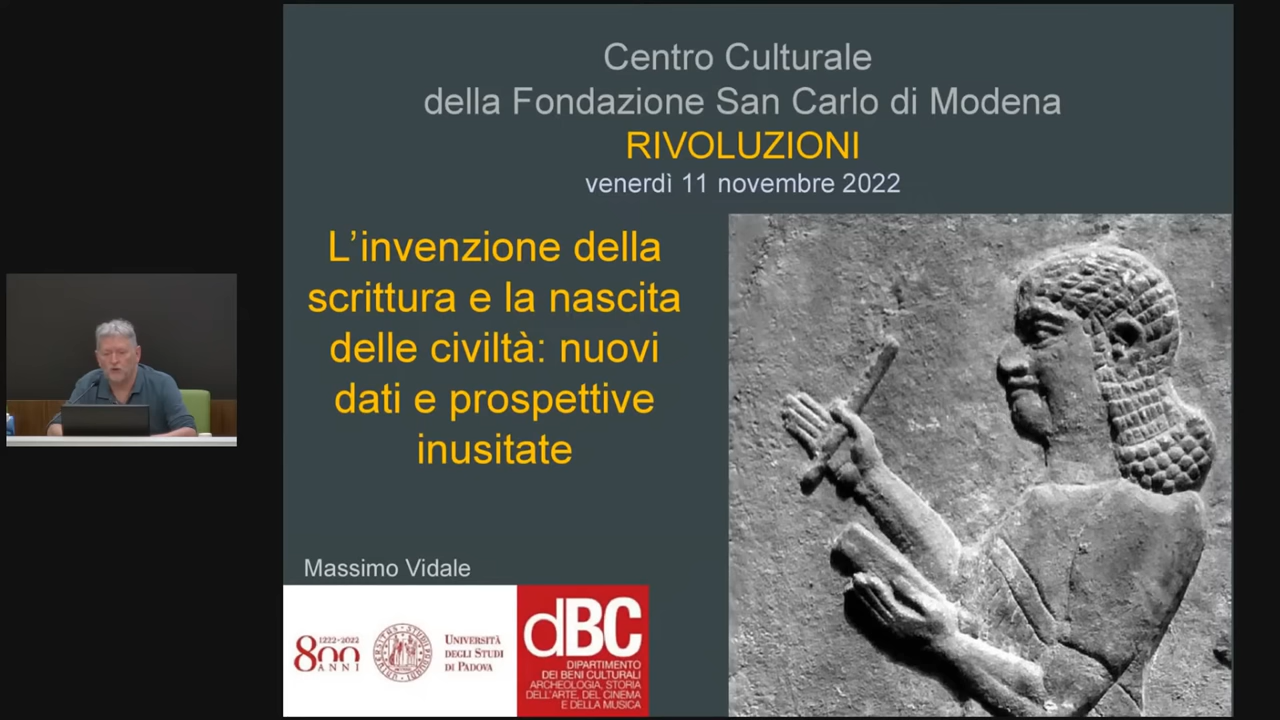 Centro Culturale
della Fondazione San Carlo di Modena
RIVOLUZIONI
venerdì 11 novembre 2022
L’invenzione della
scrittura e la nascita
delle civiltà: nuovi
dati e prospettive
inusitate
Massimo Vidale
1222-2022
800
ANNI
UNIVERSITÀ
DEGLI STUDI
DI PADOVA
dBC
DIPARTIMENTO
DEI BENI CULTURALI
ARCHEOLOGIA, STORIA
DELL'ARTE, DEL CINEMA
E DELLA MUSICA